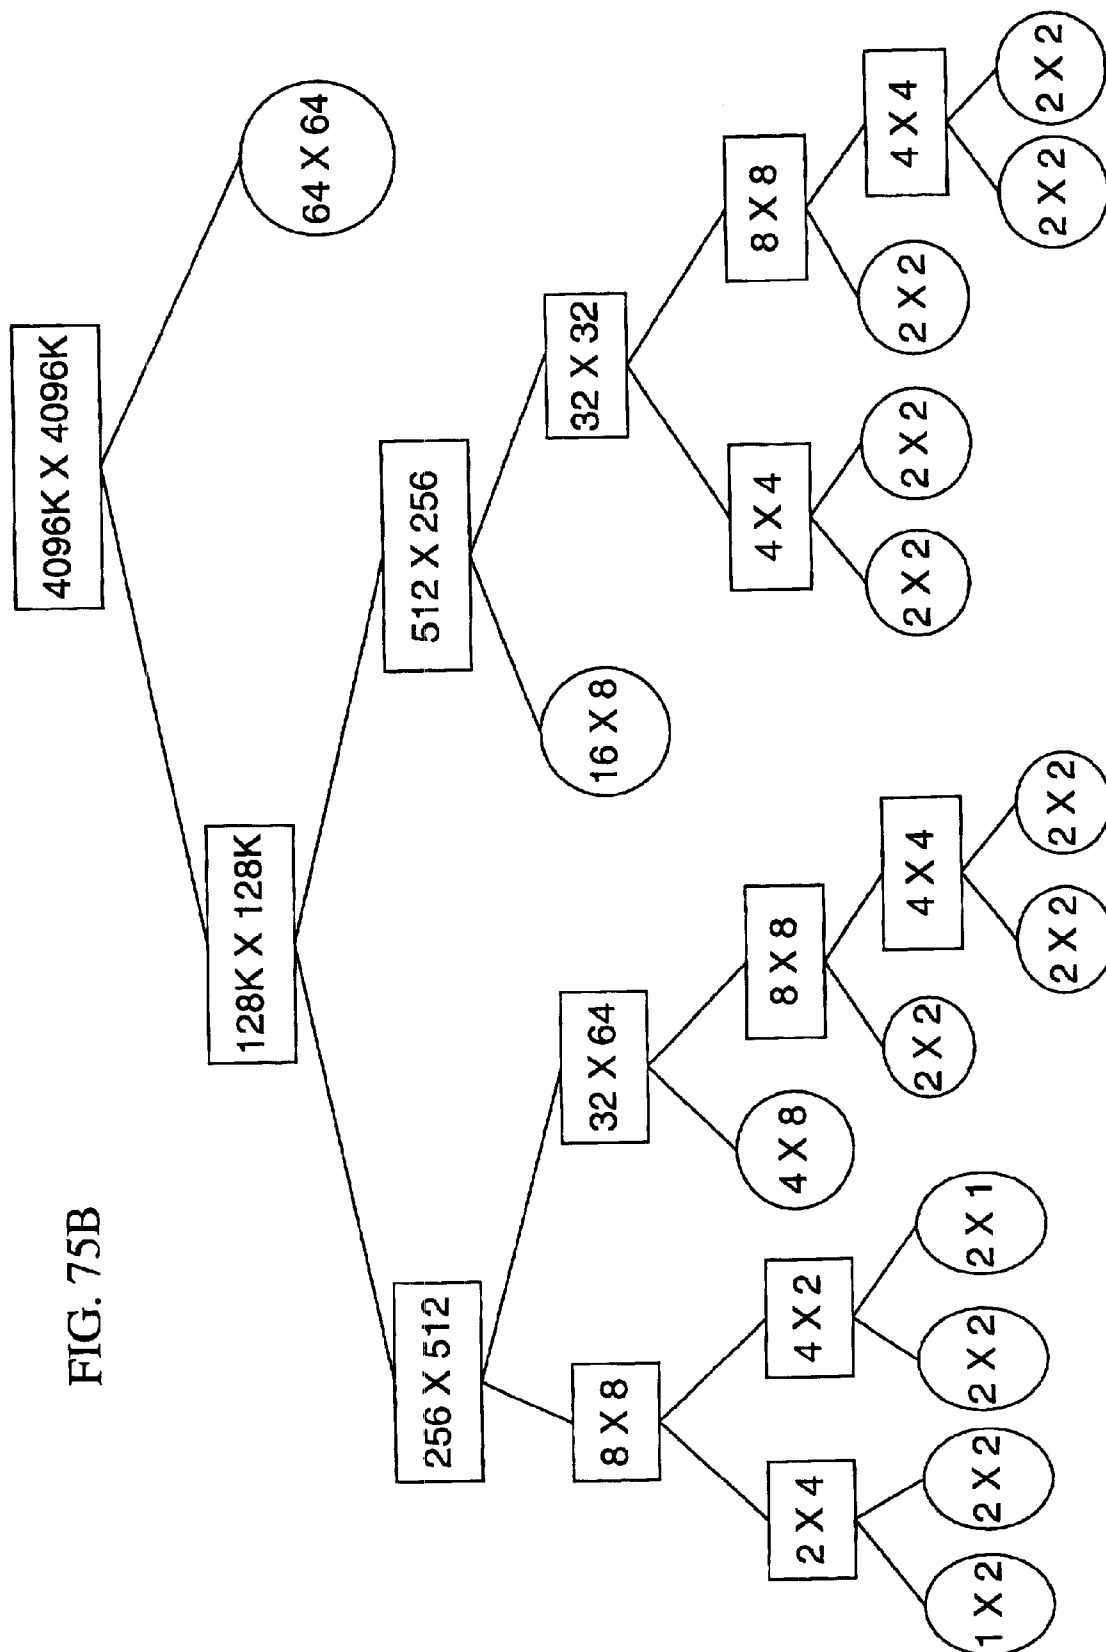 FIG. 75B
4096K X 4096K
128K X 128K
64 X 64
256 X 512
512 X 256
8 X 8
32 X 64
16 X 8
32 X 32
2 X 4
4 X 2
4 X 8
8 X 8
4 X 4
8 X 8
1 X 2
2 X 2
2 X 2
2 X 1
2 X 2
4 X 4
2 X 2
2 X 2
2 X 2
4 X 4
2 X 2
2 X 2
2 X 2
2 X 2